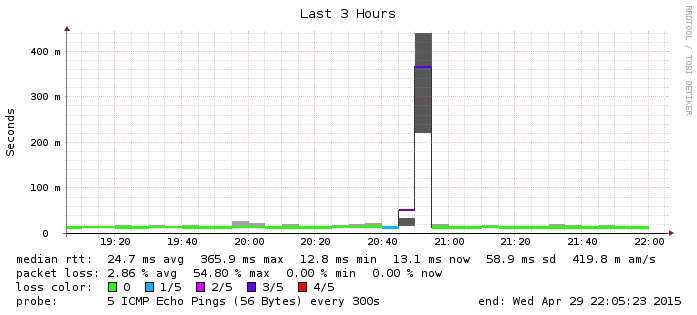 Last 3 Hours
RRDTOOL / TOBI OETIKER
Seconds
400 m
300 m
200 m
100 m
0
19:20 19:40 20:00 20:20 20:40 21:00 21:20 21:40 22:00
median rtt: 24.7 ms avg 365.9 ms max 12.8 ms min 13.1 ms now 58.9 ms sd 419.8 m am/s
packet loss: 2.86 % avg 54.80 % max 0.00 % min 0.00 % now
loss color: 0 1/5 2/5 3/5 4/5
probe: 5 ICMP Echo Pings (56 Bytes) every 300s end: Wed Apr 29 22:05:23 2015